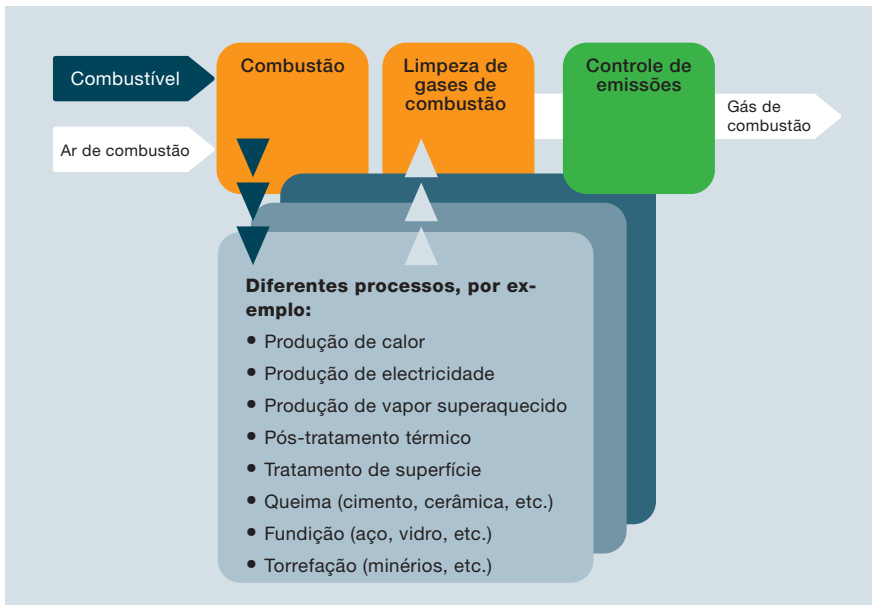 Combustível
Ar de combustão
Combustão
Limpeza de
gases de
combustão
Controle de
emissões
Gás de
combustão
Diferentes processos, por ex-
emplo:
• Produção de calor
• Produção de electricidade
• Produção de vapor superaquecido
• Pós-tratamento térmico
• Tratamento de superfície
• Queima (cimento, cerâmica, etc.)
• Fundição (aço, vidro, etc.)
• Torrefação (minérios, etc.)